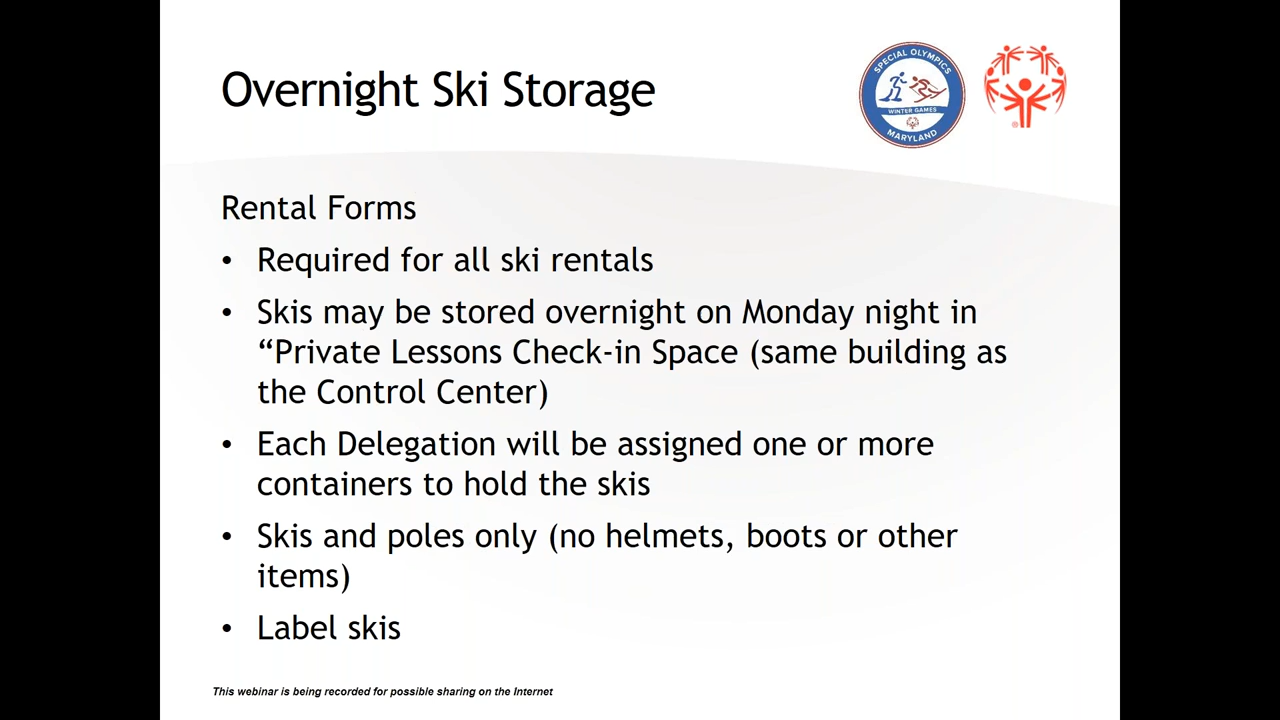 Overnight Ski Storage
SPECIAL OLYMPICS
WINTER GAMES
MARYLAND
®
Rental Forms
• Required for all ski rentals
• Skis may be stored overnight on Monday night in
“Private Lessons Check-in Space (same building as
the Control Center)
• Each Delegation will be assigned one or more
containers to hold the skis
• Skis and poles only (no helmets, boots or other
items)
• Label skis
This webinar is being recorded for possible sharing on the Internet